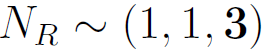 N_R ∼ (1, 1, 3)